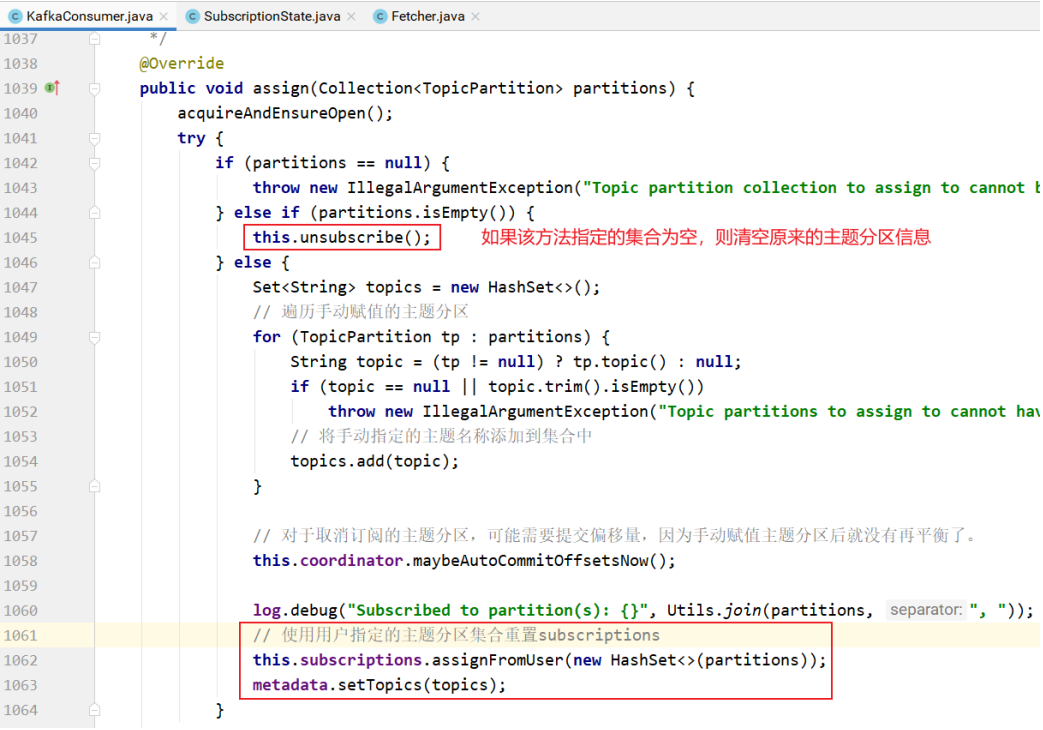 KafkaConsumer.java × SubscriptionState.java × Fetcher.java ×
1037 */
1038 @Override
1039 public void assign(Collection<TopicPartition> partitions) {
1040 acquireAndEnsureOpen();
1041 try {
1042 if (partitions == null) {
1043 throw new IllegalArgumentException("Topic partition collection to assign to cannot b
1044 } else if (partitions.isEmpty()) {
1045 this.unsubscribe(); 如果该方法指定的集合为空，则清空原来的主题分区信息
1046 } else {
1047 Set<String> topics = new HashSet<>();
1048 // 遍历手动赋值的主题分区
1049 for (TopicPartition tp : partitions) {
1050 String topic = (tp != null) ? tp.topic() : null;
1051 if (topic == null || topic.trim().isEmpty())
1052 throw new IllegalArgumentException("Topic partitions to assign to cannot hav
1053 // 将手动指定的主题名称添加到集合中
1054 topics.add(topic);
1055 }
1056
1057 // 对于取消订阅的主题分区，可能需要提交偏移量，因为手动赋值主题分区后就没有再平衡了。
1058 this.coordinator.maybeAutoCommitOffsetsNow();
1059
1060 log.debug("Subscribed to partition(s): {}", Utils.join(partitions, separator: ", "));
1061 // 使用用户指定的主题分区集合重置subscriptions
1062 this.subscriptions.assignFromUser(new HashSet<>(partitions));
1063 metadata.setTopics(topics);
1064 }